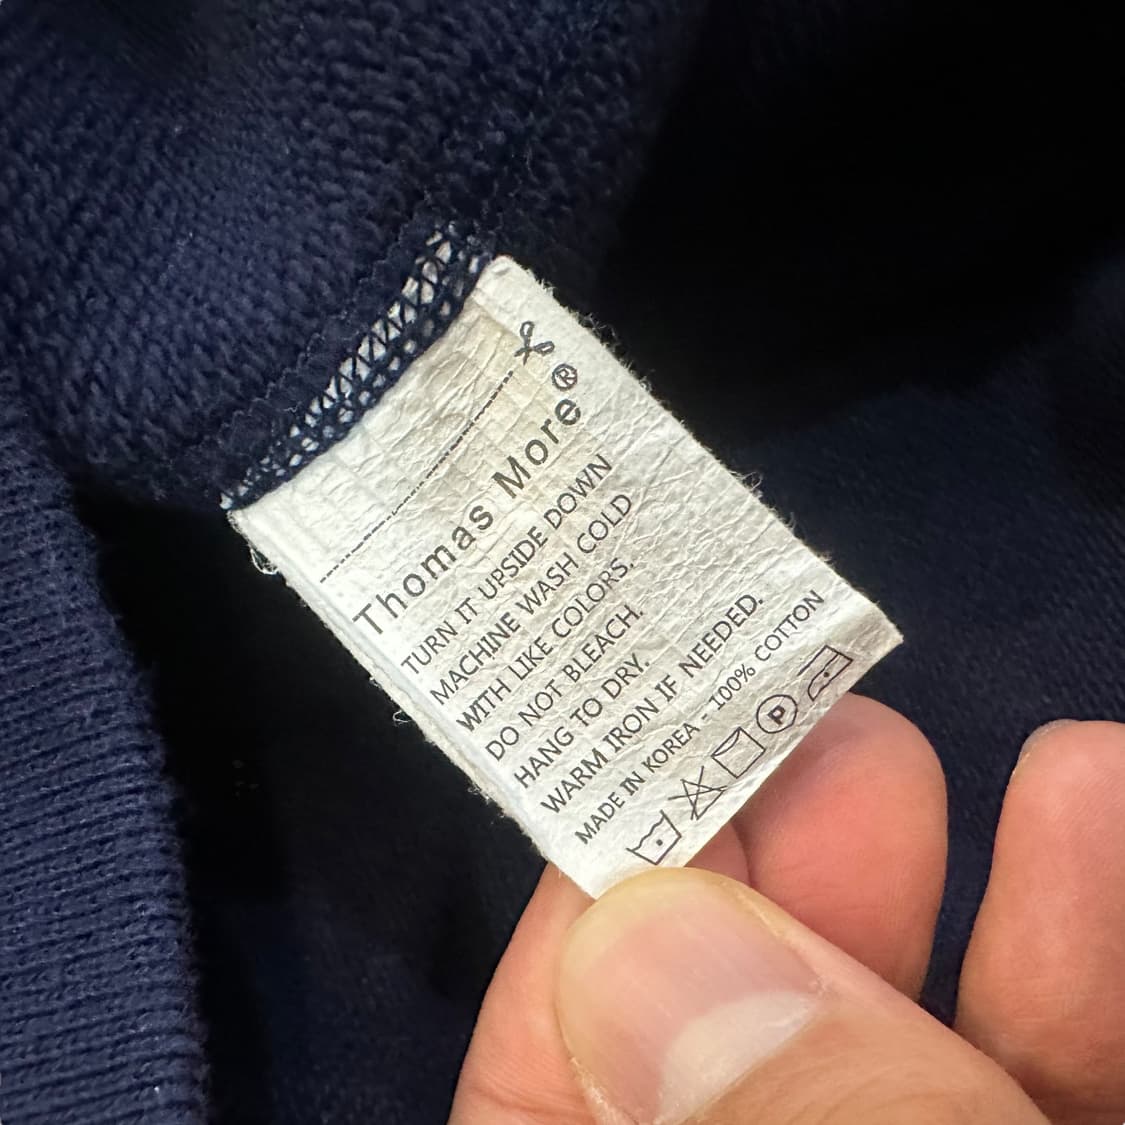 Thomas More®
TURN IT UPSIDE DOWN
MACHINE WASH COLD
WITH LIKE COLORS.
DO NOT BLEACH.
HANG TO DRY.
WARM IRON IF NEEDED.
MADE IN KOREA - 100% COTTON
P